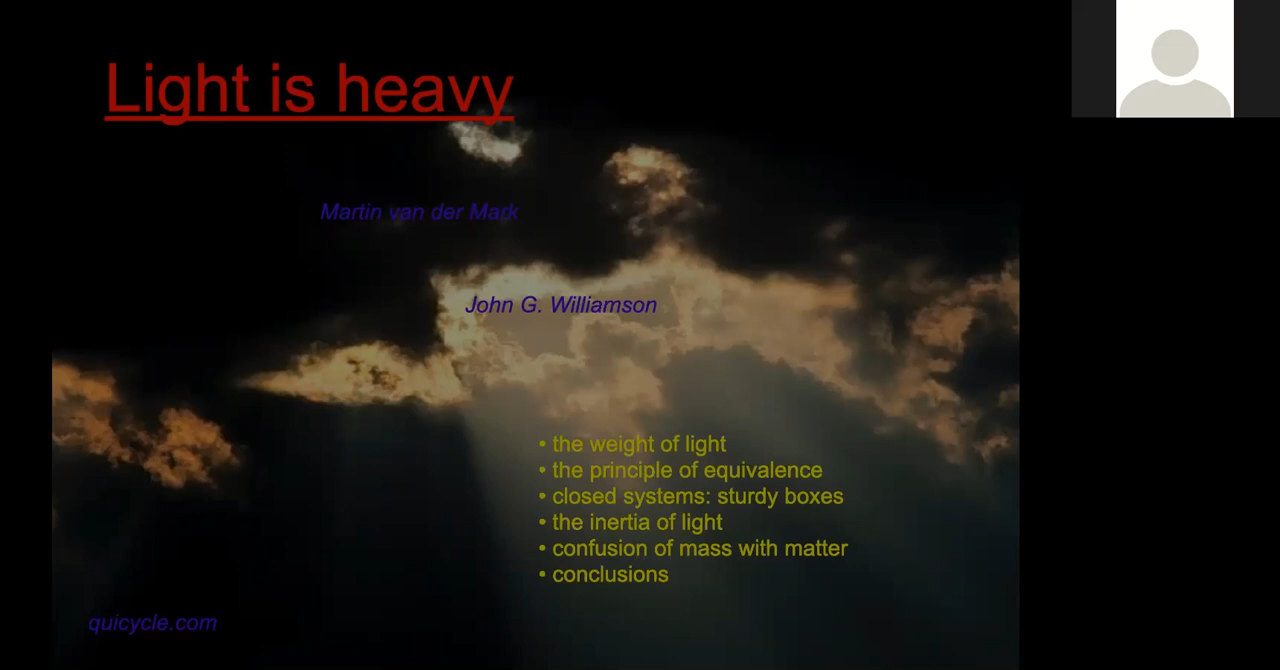 Light is heavy
Martin van der Mark
John G. Williamson
• the weight of light
• the principle of equivalence
• closed systems: sturdy boxes
• the inertia of light
• confusion of mass with matter
• conclusions
quicycle.com